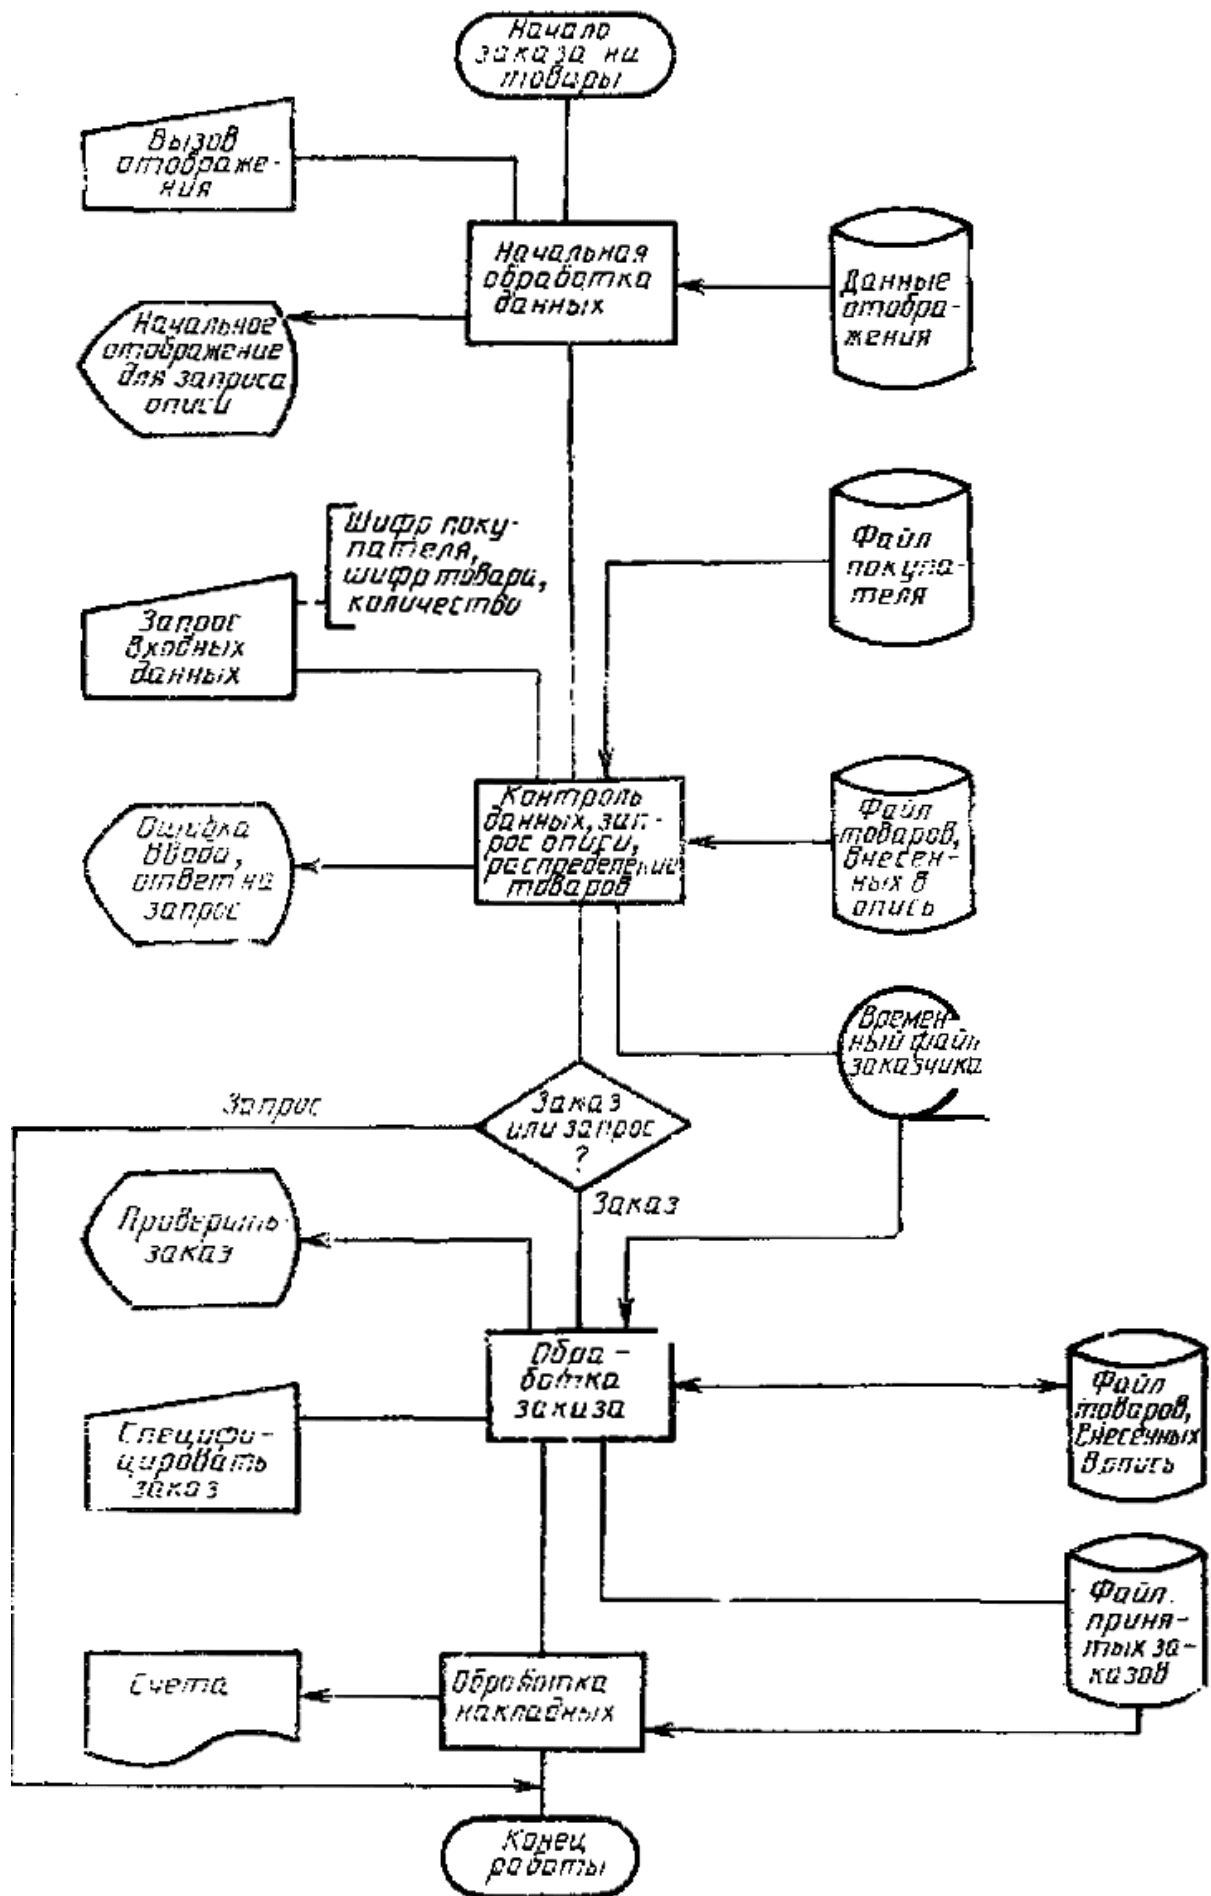 Начало
заказа на
товары
Вызов
отображе-
ния
Начальная
обработка
данных
Данные
отобра-
жения
Начальное
отображение
для запроса
описи
Шифр поку-
пателя,
шифр товара,
количество
Файл
покупа-
теля
Запрос
входных
данных
Контроль
данных, зап-
рос описи,
распределение
товаров
Файл
товаров,
внесен-
ных в
опись
Ошибка
ввода,
ответ на
запрос
Времен-
ный файл
заказчика
Запрос
Заказ
или запрос
?
Заказ
Проверить
заказ
Обра-
ботка
заказа
Файл
товаров,
внесенных
в опись
Специфи-
цировать
заказ
Файл
приня-
тых за-
казов
Счета
Обработка
накладных
Конец
работы